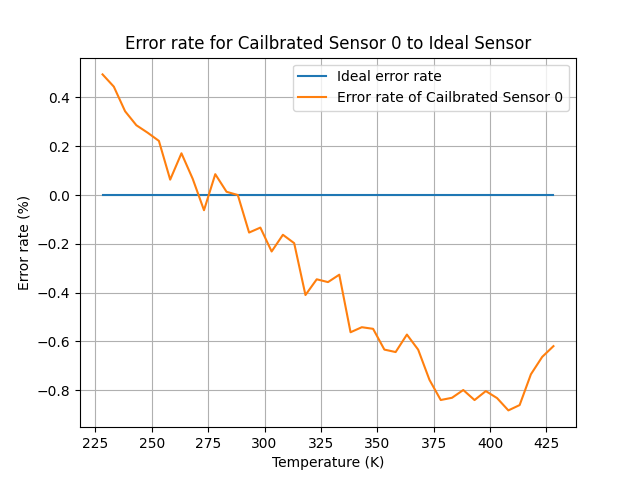 Error rate for Cailbrated Sensor 0 to Ideal Sensor
Ideal error rate
Error rate of Cailbrated Sensor 0
Error rate (%)
0.4
0.2
0.0
−0.2
−0.4
−0.6
−0.8
225 250 275 300 325 350 375 400 425
Temperature (K)